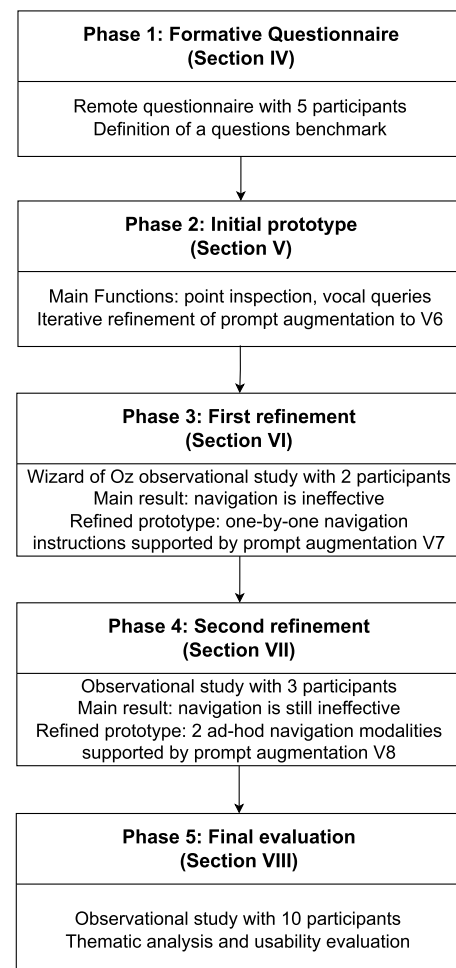 Phase 1: Formative Questionnaire
(Section IV)
Remote questionnaire with 5 participants
Definition of a questions benchmark
Phase 2: Initial prototype
(Section V)
Main Functions: point inspection, vocal queries
Iterative refinement of prompt augmentation to V6
Phase 3: First refinement
(Section VI)
Wizard of Oz observational study with 2 participants
Main result: navigation is ineffective
Refined prototype: one-by-one navigation
instructions supported by prompt augmentation V7
Phase 4: Second refinement
(Section VII)
Observational study with 3 participants
Main result: navigation is still ineffective
Refined prototype: 2 ad-hod navigation modalities
supported by prompt augmentation V8
Phase 5: Final evaluation
(Section VIII)
Observational study with 10 participants
Thematic analysis and usability evaluation